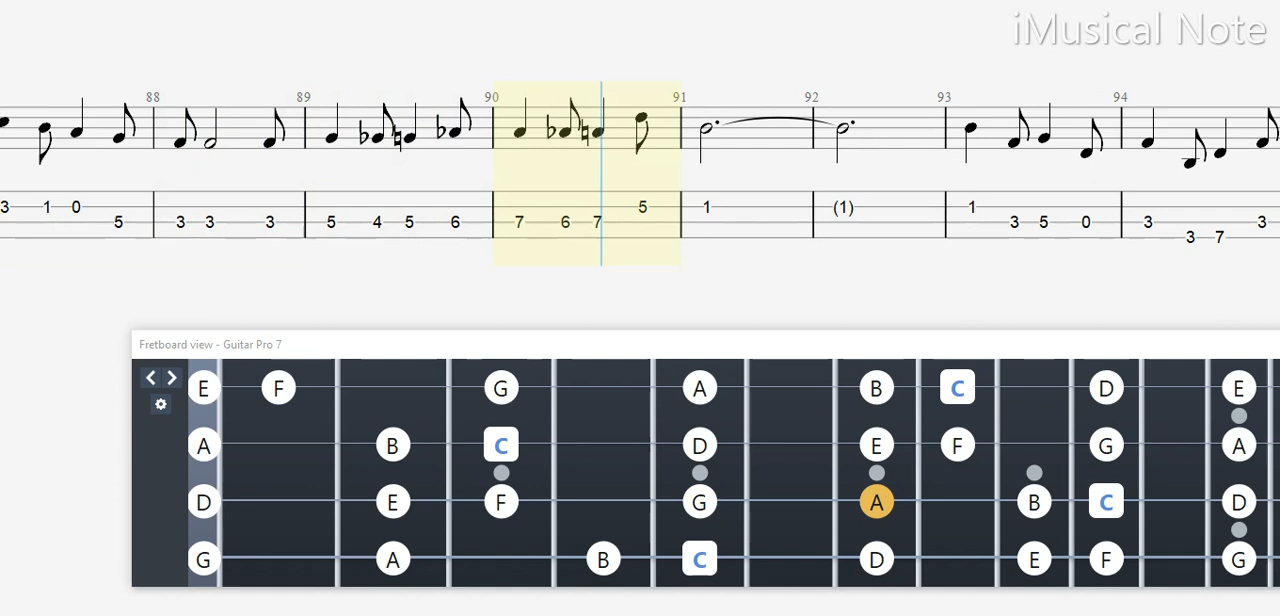 iMusical Note
88 89 90 91 92 93 94
3 1 0 5 1 (1) 1
5 3 3 3 5 4 5 6 7 6 7 3 5 0 3 3
3 7
Fretboard view - Guitar Pro 7
E F G A B C D E
A B C D E F G A
D E F G A B C D
G A B C D E F G